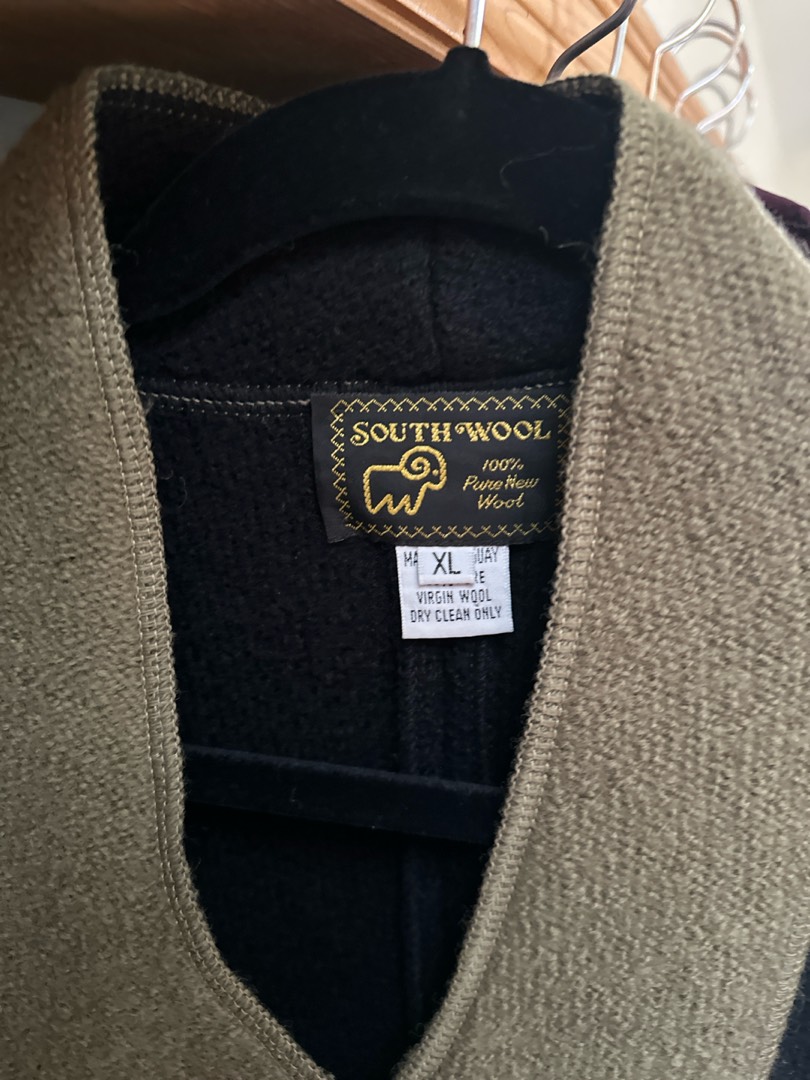 SOUTH WOOL
100%
Pure New
Wool
XL
VIRGIN WOOL
DRY CLEAN ONLY